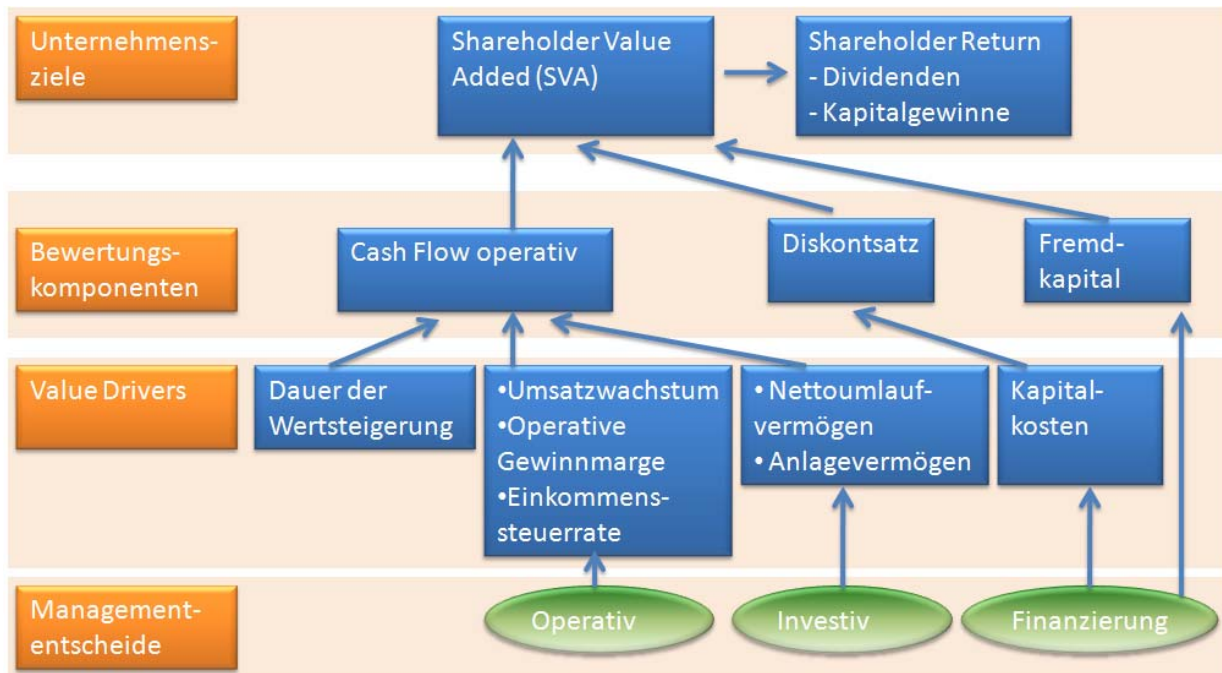 Unternehmens-
ziele
Shareholder Value
Added (SVA)
Shareholder Return
- Dividenden
- Kapitalgewinne
Bewertungs-
komponenten
Cash Flow operativ
Diskontsatz
Fremd-
kapital
Value Drivers
Dauer der
Wertsteigerung
•Umsatzwachstum
•Operative
Gewinnmarge
•Einkommens-
steuerrate
• Nettoumlauf-
vermögen
• Anlagevermögen
Kapital-
kosten
Management-
entscheide
Operativ
Investiv
Finanzierung